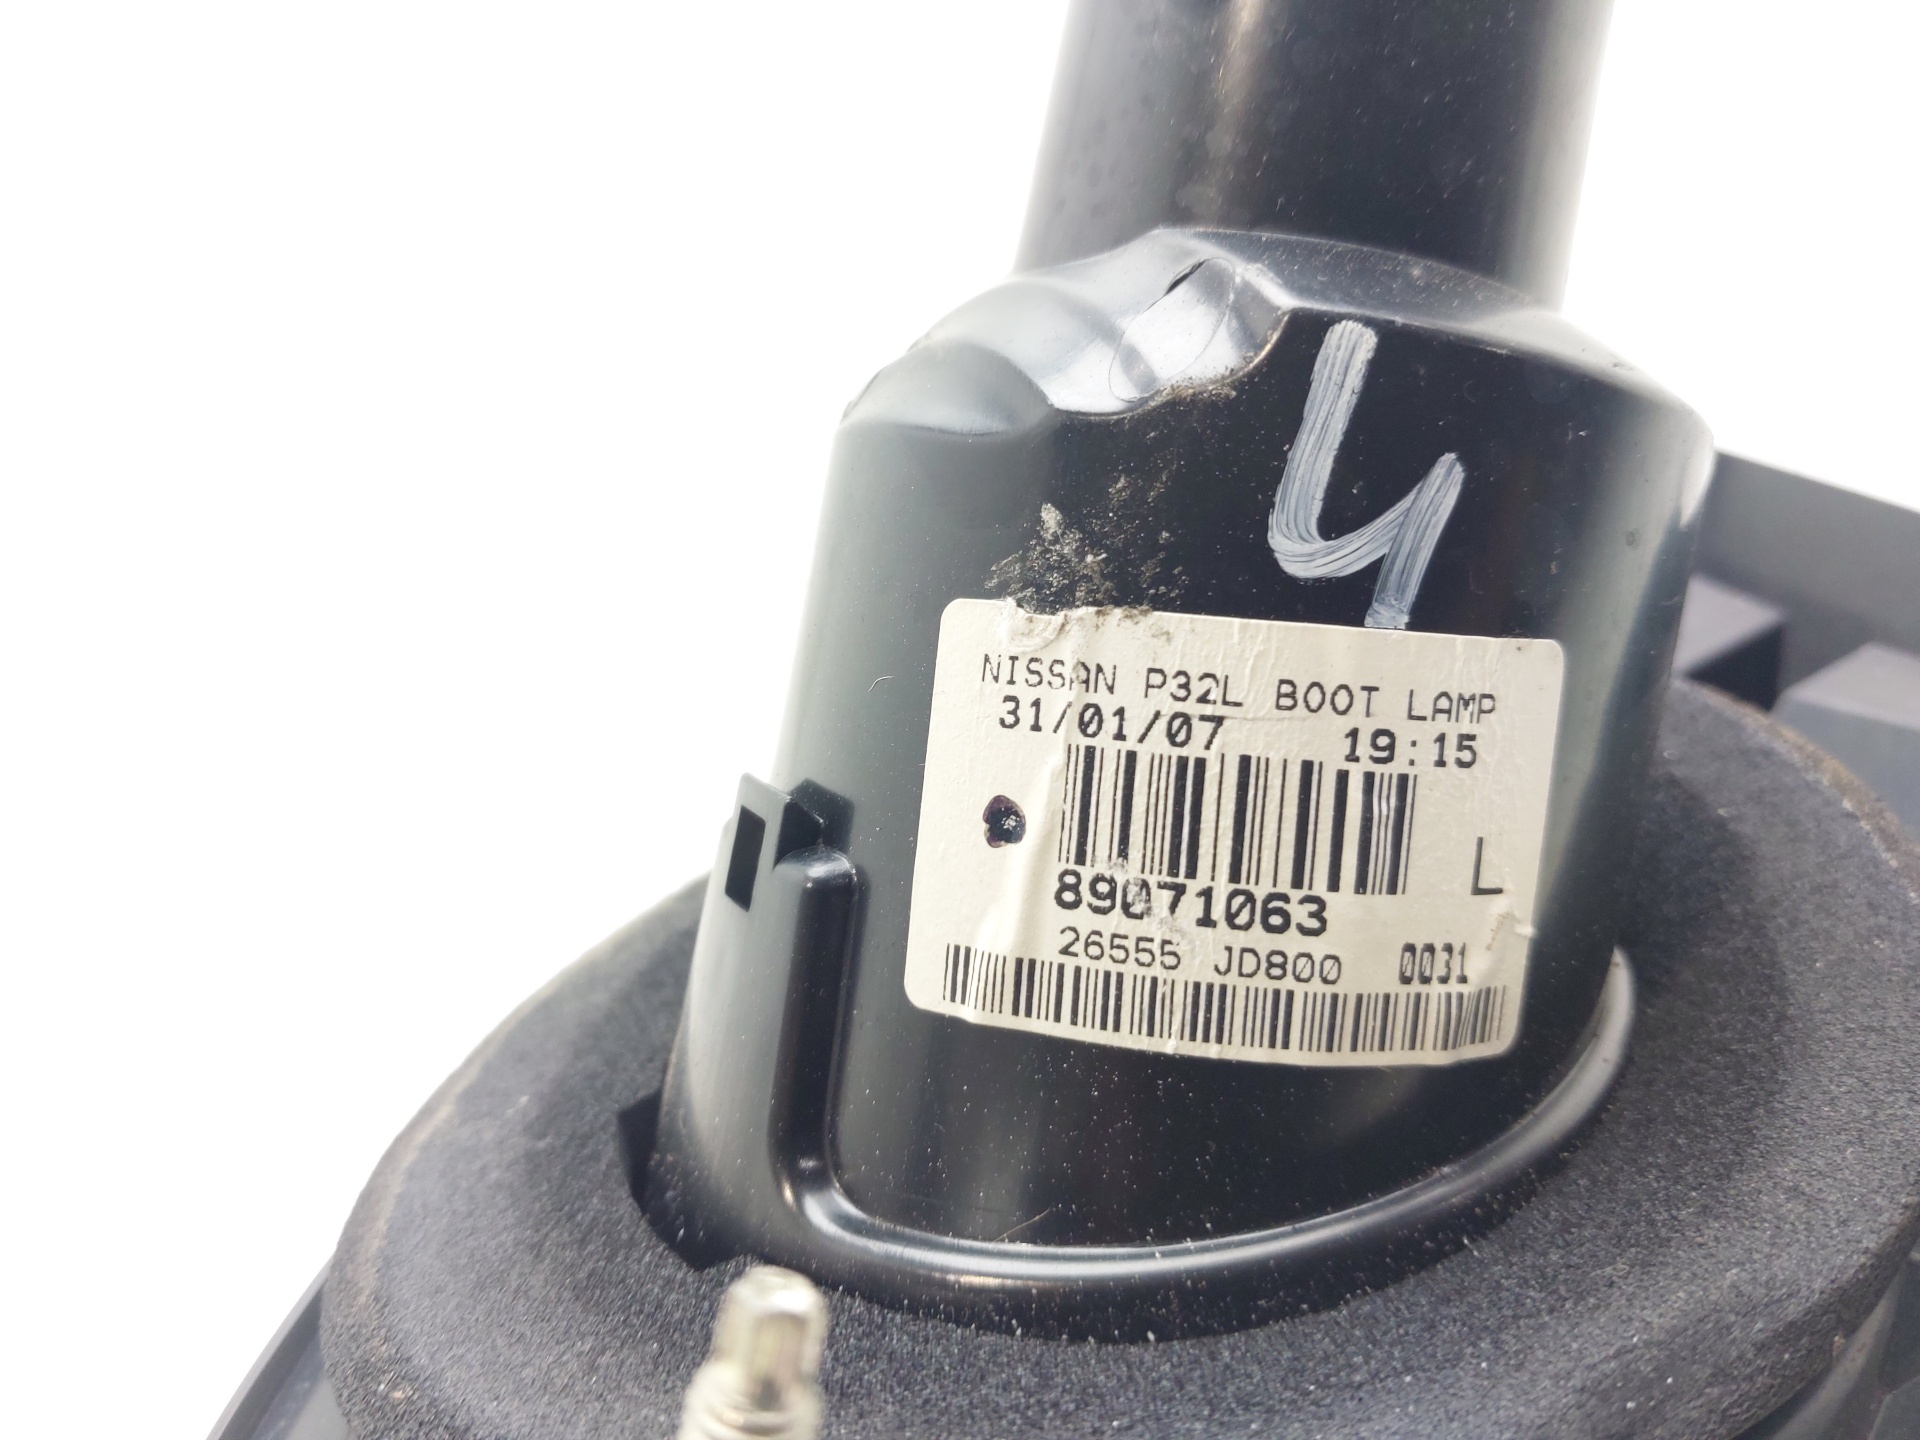 4
NISSAN P32L BOOT LAMP
31/01/07 19:15
L
89071063
26555 JD800 0031